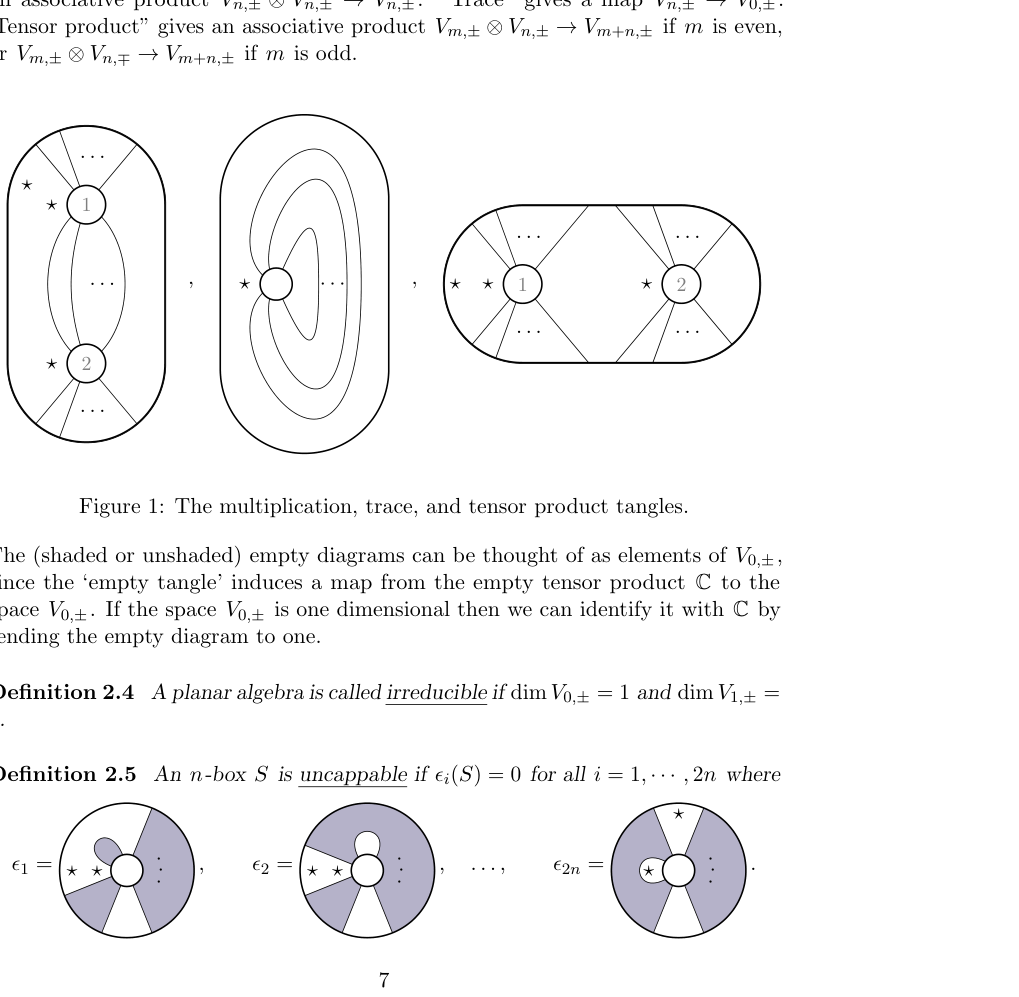 n associative product V_{n,±} ⊗ V_{n,±} → V_{n,±}. "Trace" gives a map V_{n,±} → V_{0,±}.
Tensor product" gives an associative product V_{m,±} ⊗ V_{n,±} → V_{m+n,±} if m is even,
r V_{m,±} ⊗ V_{n,∓} → V_{m+n,±} if m is odd.
⋆ ⋆ 1 ··· ··· ⋆ 2 ··· , ⋆ ··· , ⋆ ⋆ 1 ··· ··· ⋆ 2 ··· ···
Figure 1: The multiplication, trace, and tensor product tangles.
The (shaded or unshaded) empty diagrams can be thought of as elements of V_{0,±},
ince the ‘empty tangle’ induces a map from the empty tensor product ℂ to the
pace V_{0,±}. If the space V_{0,±} is one dimensional then we can identify it with ℂ by
ending the empty diagram to one.
Definition 2.4 A planar algebra is called irreducible if dim V_{0,±} = 1 and dim V_{1,±} =
.
Definition 2.5 An n-box S is uncappable if ϵ_i(S) = 0 for all i = 1, ··· , 2n where
ϵ_1 = ⋆ ⋆ ⋮ , ϵ_2 = ⋆ ⋆ ⋮ , ..., ϵ_{2n} = ⋆ ⋆ ⋮ .
7